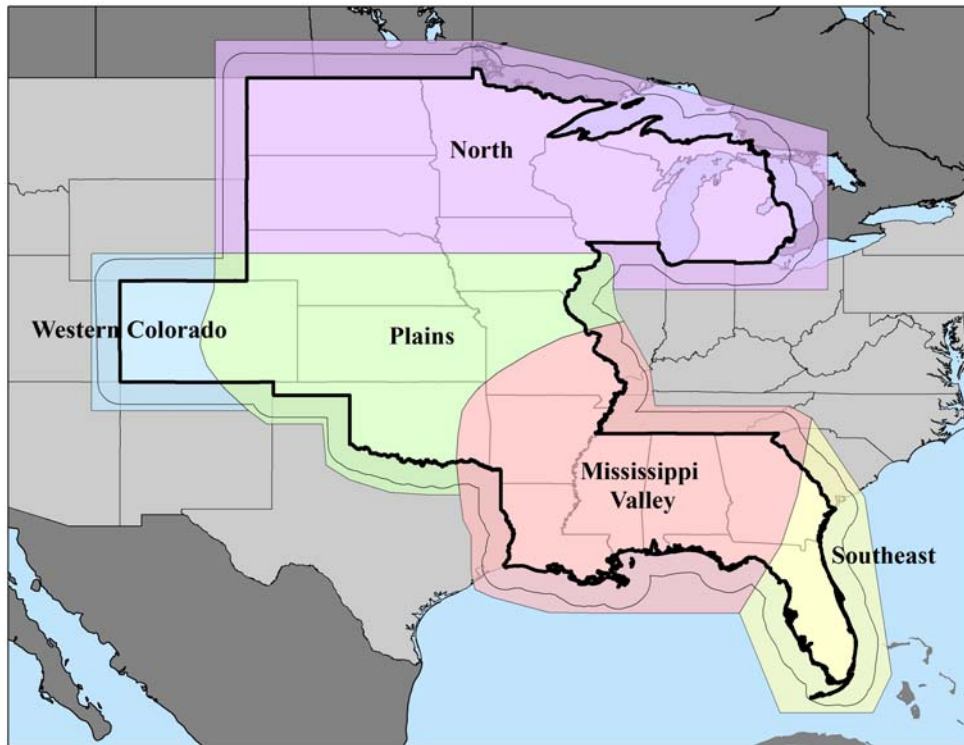 North
Western Colorado
Plains
Mississippi
Valley
Southeast